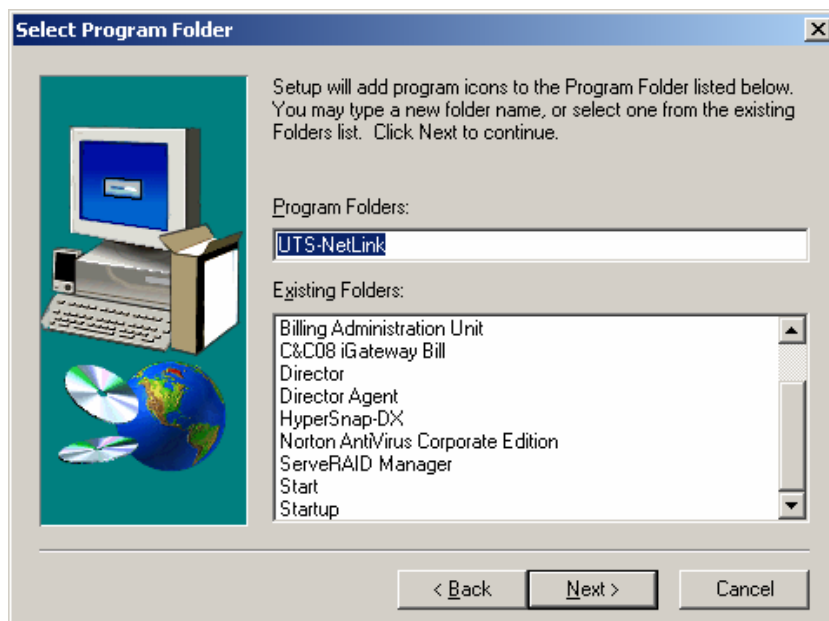 Select Program Folder
Setup will add program icons to the Program Folder listed below.
You may type a new folder name, or select one from the existing
Folders list. Click Next to continue.
Program Folders:
UTS-NetLink
Existing Folders:
Billing Administration Unit
C&C08 iGateway Bill
Director
Director Agent
HyperSnap-DX
Norton AntiVirus Corporate Edition
ServeRAID Manager
Start
Startup
< Back
Next >
Cancel